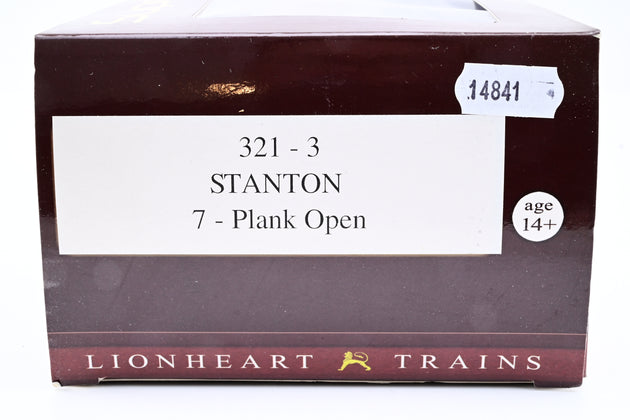 14841
321 - 3
STANTON
7 - Plank Open
age
14+
LIONHEART TRAINS